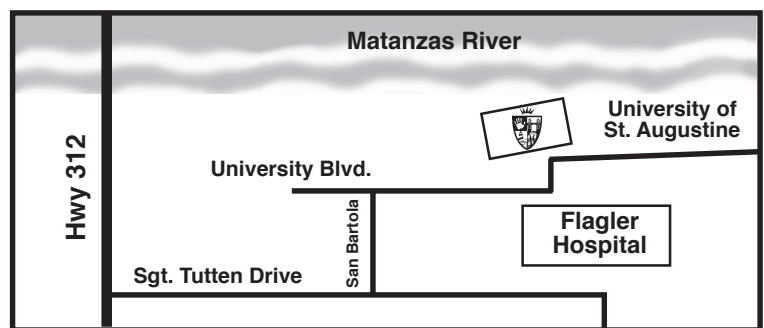 Matanzas River
University of
St. Augustine
University Blvd.
Hwy 312
San Bartola
Flagler
Hospital
Sgt. Tutten Drive